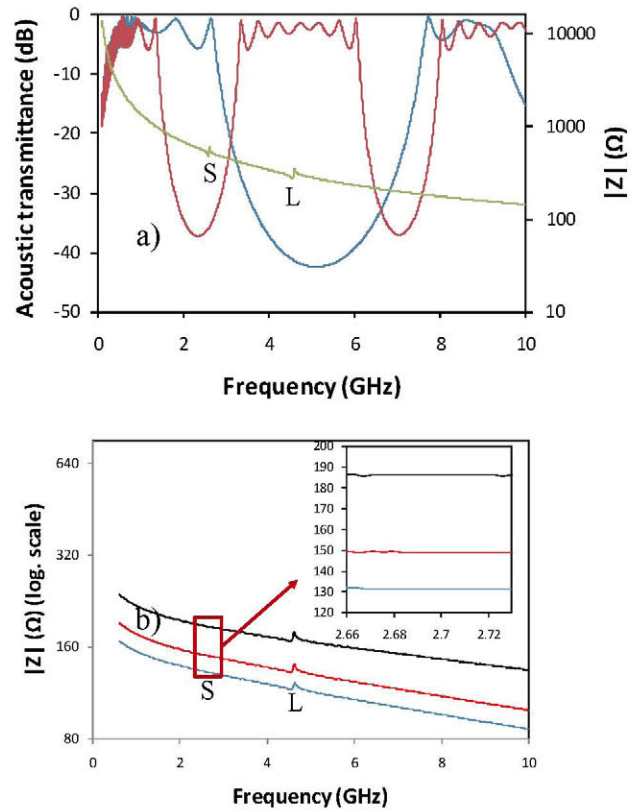 0
-10
-20
-30
-40
-50
Acoustic transmittance (dB)
10000
1000
100
10
|Z| (Ω)
S
L
a)
0 2 4 6 8 10
Frequency (GHz)
640
320
160
80
|Z| (Ω) (log. scale)
200
190
180
170
160
150
140
130
120
2.66 2.68 2.7 2.72
b)
S
L
0 2 4 6 8 10
Frequency (GHz)